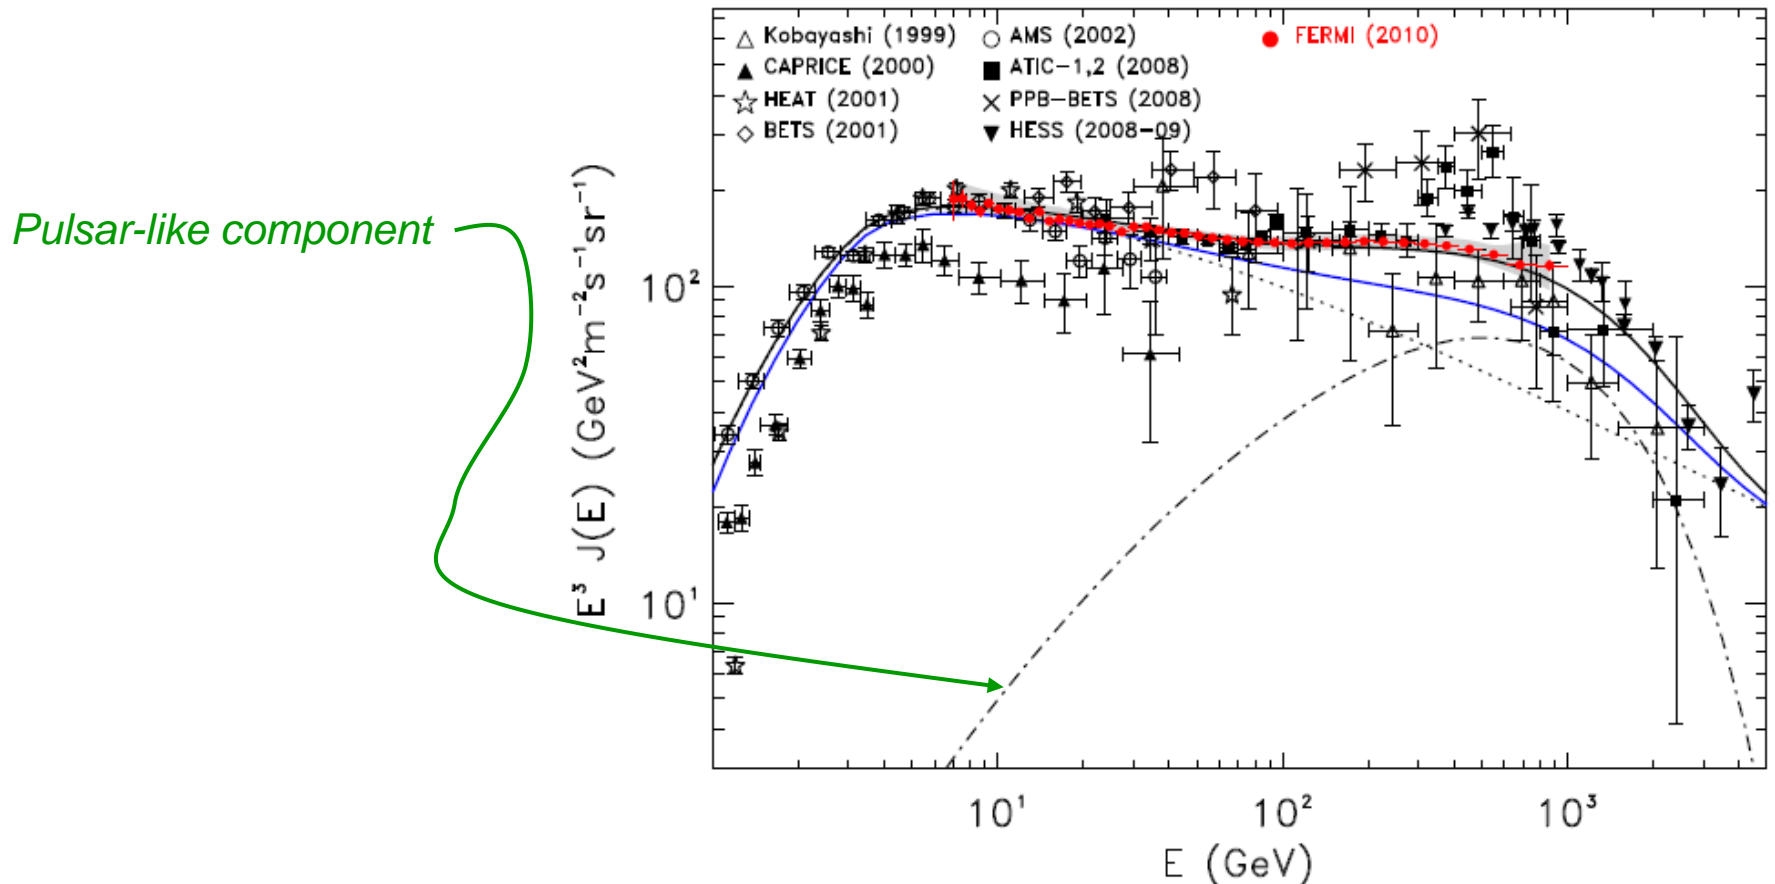 Pulsar-like component
Kobayashi (1999)
CAPRICE (2000)
HEAT (2001)
BETS (2001)
AMS (2002)
ATIC-1,2 (2008)
PPB-BETS (2008)
HESS (2008-09)
FERMI (2010)
E³ J(E) (GeV²m⁻²s⁻¹sr⁻¹)
10²
10¹
10¹ 10² 10³
E (GeV)